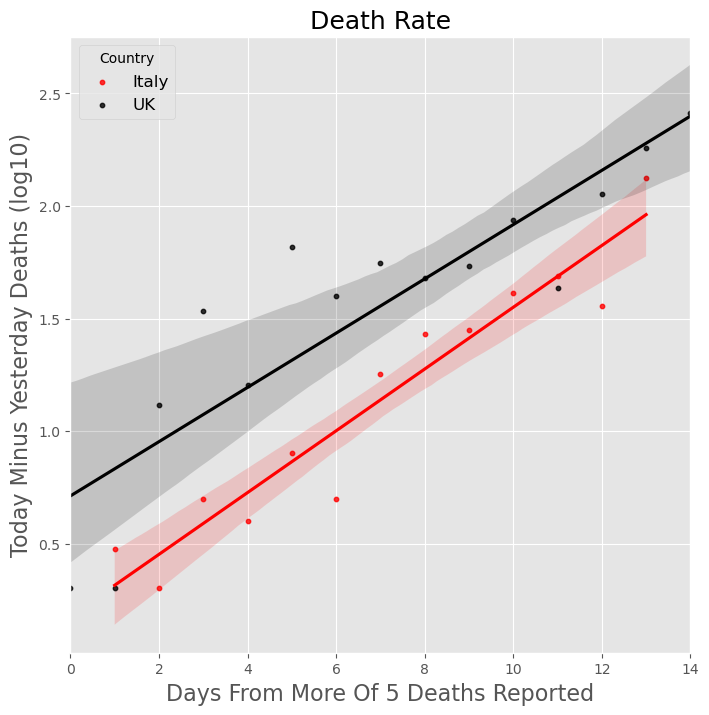 Death Rate
Country
Italy
UK
Today Minus Yesterday Deaths (log10)
2.5
2.0
1.5
1.0
0.5
0 2 4 6 8 10 12 14
Days From More Of 5 Deaths Reported